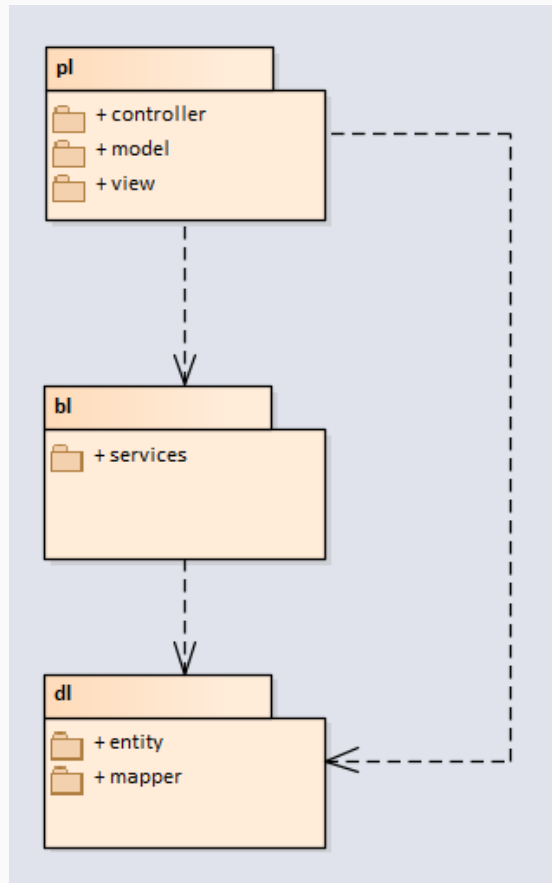 pl
+ controller
+ model
+ view
bl
+ services
dl
+ entity
+ mapper